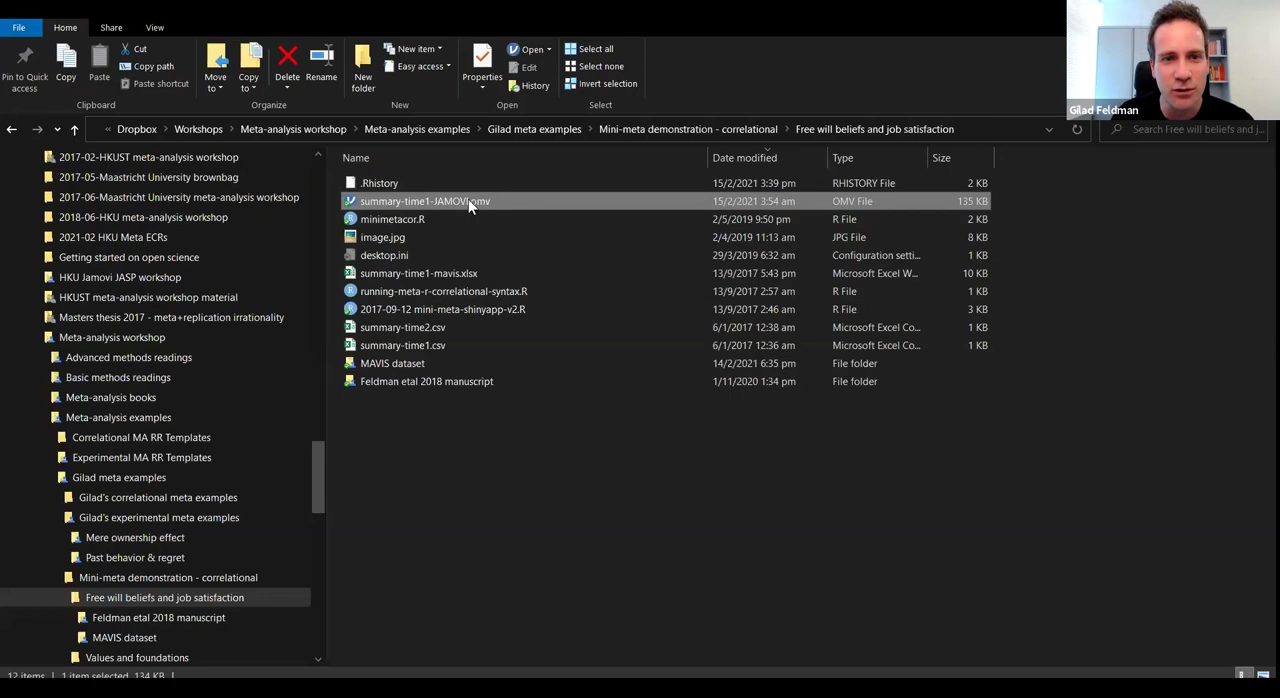 File Home Share View
Pin to Quick access
Copy
Paste
Cut
Copy path
Paste shortcut
Clipboard
Move to
Copy to
Delete
Rename
Organize
New folder
New item
Easy access
New
Properties
Open
Edit
History
Open
Select all
Select none
Invert selection
Select
Gilad Feldman
« Dropbox > Workshops > Meta-analysis workshop > Meta-analysis examples > Gilad meta examples > Mini-meta demonstration - correlational > Free will beliefs and job satisfaction
Search Free will beliefs and j...
2017-02-HKUST meta-analysis workshop
2017-05-Maastricht University brownbag
2017-06-Maastricht University meta-analysis workshop
2018-06-HKU meta-analysis workshop
2021-02 HKU Meta ECRs
Getting started on open science
HKU Jamovi JASP workshop
HKUST meta-analysis workshop material
Masters thesis 2017 - meta+replication irrationality
Meta-analysis workshop
Advanced methods readings
Basic methods readings
Meta-analysis books
Meta-analysis examples
Correlational MA RR Templates
Experimental MA RR Templates
Gilad meta examples
Gilad's correlational meta examples
Gilad's experimental meta examples
Mere ownership effect
Past behavior & regret
Mini-meta demonstration - correlational
Free will beliefs and job satisfaction
Feldman etal 2018 manuscript
MAVIS dataset
Values and foundations
Name Date modified Type Size
.Rhistory 15/2/2021 3:39 pm RHISTORY File 2 KB
summary-time1-JAMOVI.omv 15/2/2021 3:54 am OMV File 135 KB
minimetacor.R 2/5/2019 9:50 pm R File 2 KB
image.jpg 2/4/2019 11:13 am JPG File 8 KB
desktop.ini 29/3/2019 6:32 am Configuration setti... 1 KB
summary-time1-mavis.xlsx 13/9/2017 5:43 pm Microsoft Excel W... 10 KB
running-meta-r-correlational-syntax.R 13/9/2017 2:57 am R File 1 KB
2017-09-12 mini-meta-shinyapp-v2.R 13/9/2017 2:46 am R File 3 KB
summary-time2.csv 6/1/2017 12:38 am Microsoft Excel Co... 1 KB
summary-time1.csv 6/1/2017 12:36 am Microsoft Excel Co... 1 KB
MAVIS dataset 14/2/2021 6:35 pm File folder
Feldman etal 2018 manuscript 1/11/2020 1:34 pm File folder
12 items 1 item selected 134 KB